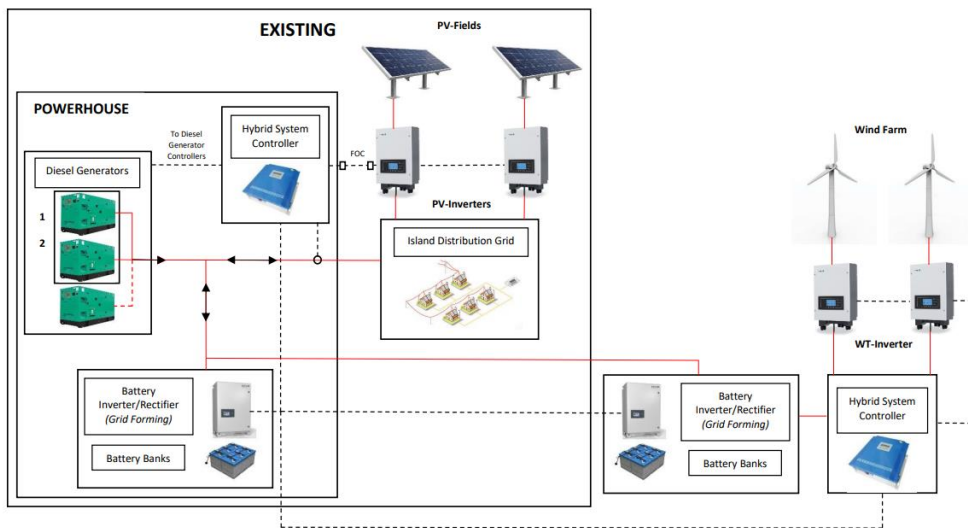 EXISTING
PV-Fields
POWERHOUSE
To Diesel
Generator
Controllers
Hybrid System
Controller
FOC
Wind Farm
Diesel Generators
1
2
PV-Inverters
Island Distribution Grid
WT-Inverter
Battery
Inverter/Rectifier
(Grid Forming)
Battery Banks
Battery
Inverter/Rectifier
(Grid Forming)
Battery Banks
Hybrid System
Controller